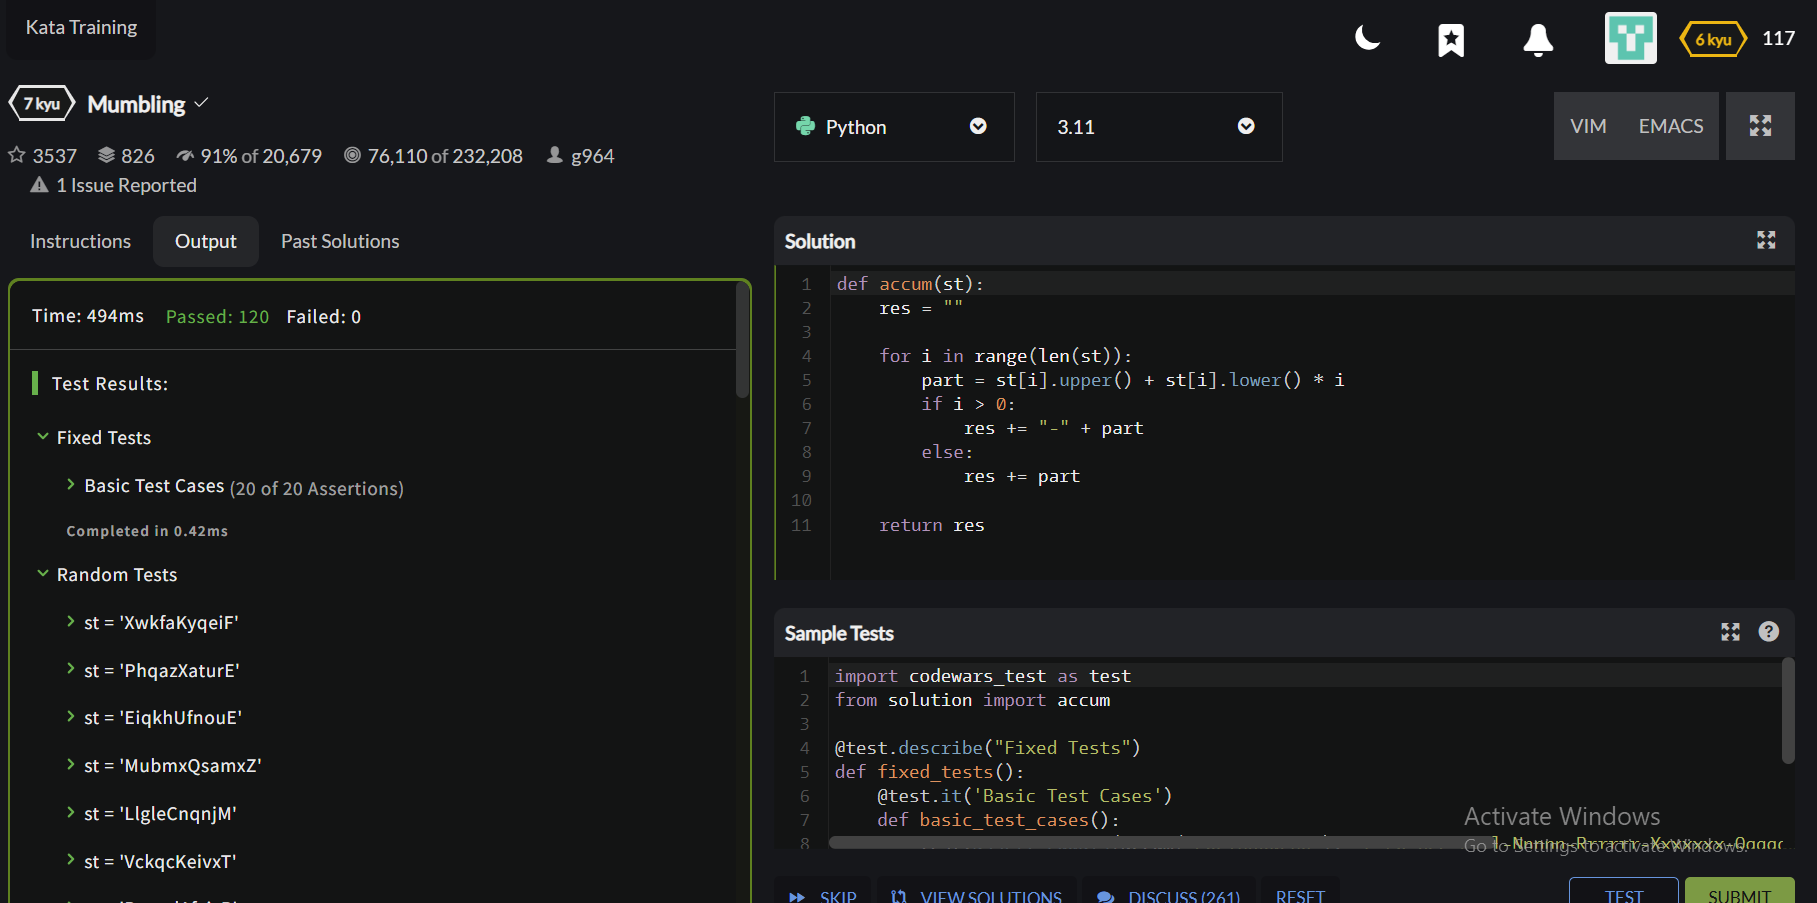 Kata Training
6 kyu 117
7 kyu Mumbling
3537 826 91% of 20,679 76,110 of 232,208 g964
1 Issue Reported
Instructions Output Past Solutions
Time: 494ms Passed: 120 Failed: 0
Test Results:
Fixed Tests
Basic Test Cases (20 of 20 Assertions)
Completed in 0.42ms
Random Tests
st = 'XwkfaKyqeiF'
st = 'PhqazXaturE'
st = 'EiqkhUfnouE'
st = 'MubmxQsamxZ'
st = 'LlgleCnqnjM'
st = 'VckqcKeivxT'
Python 3.11 VIM EMACS
Solution
1 def accum(st):
2 res = ""
3
4 for i in range(len(st)):
5 part = st[i].upper() + st[i].lower() * i
6 if i > 0:
7 res += "-" + part
8 else:
9 res += part
10
11 return res
Sample Tests
1 import codewars_test as test
2 from solution import accum
3
4 @test.describe("Fixed Tests")
5 def fixed_tests():
6 @test.it('Basic Test Cases')
7 def basic_test_cases():
8
Activate Windows
Go to Settings to activate Windows.
SKIP VIEW SOLUTIONS DISCUSS (261) RESET TEST SUBMIT